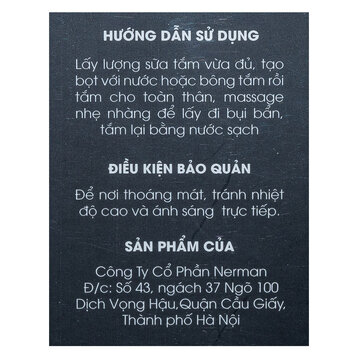 HƯỚNG DẪN SỬ DỤNG
Lấy lượng sữa tắm vừa đủ, tạo
bọt với nước hoặc bông tắm rồi
tắm cho toàn thân, massage
nhẹ nhàng để lấy đi bụi bẩn,
tắm lại bằng nước sạch
ĐIỀU KIỆN BẢO QUẢN
Để nơi thoáng mát, tránh nhiệt
độ cao và ánh sáng trực tiếp.
SẢN PHẨM CỦA
Công Ty Cổ Phần Nerman
Đ/c: Số 43, ngách 37 Ngõ 100
Dịch Vọng Hậu,Quận Cầu Giấy,
Thành phố Hà Nội